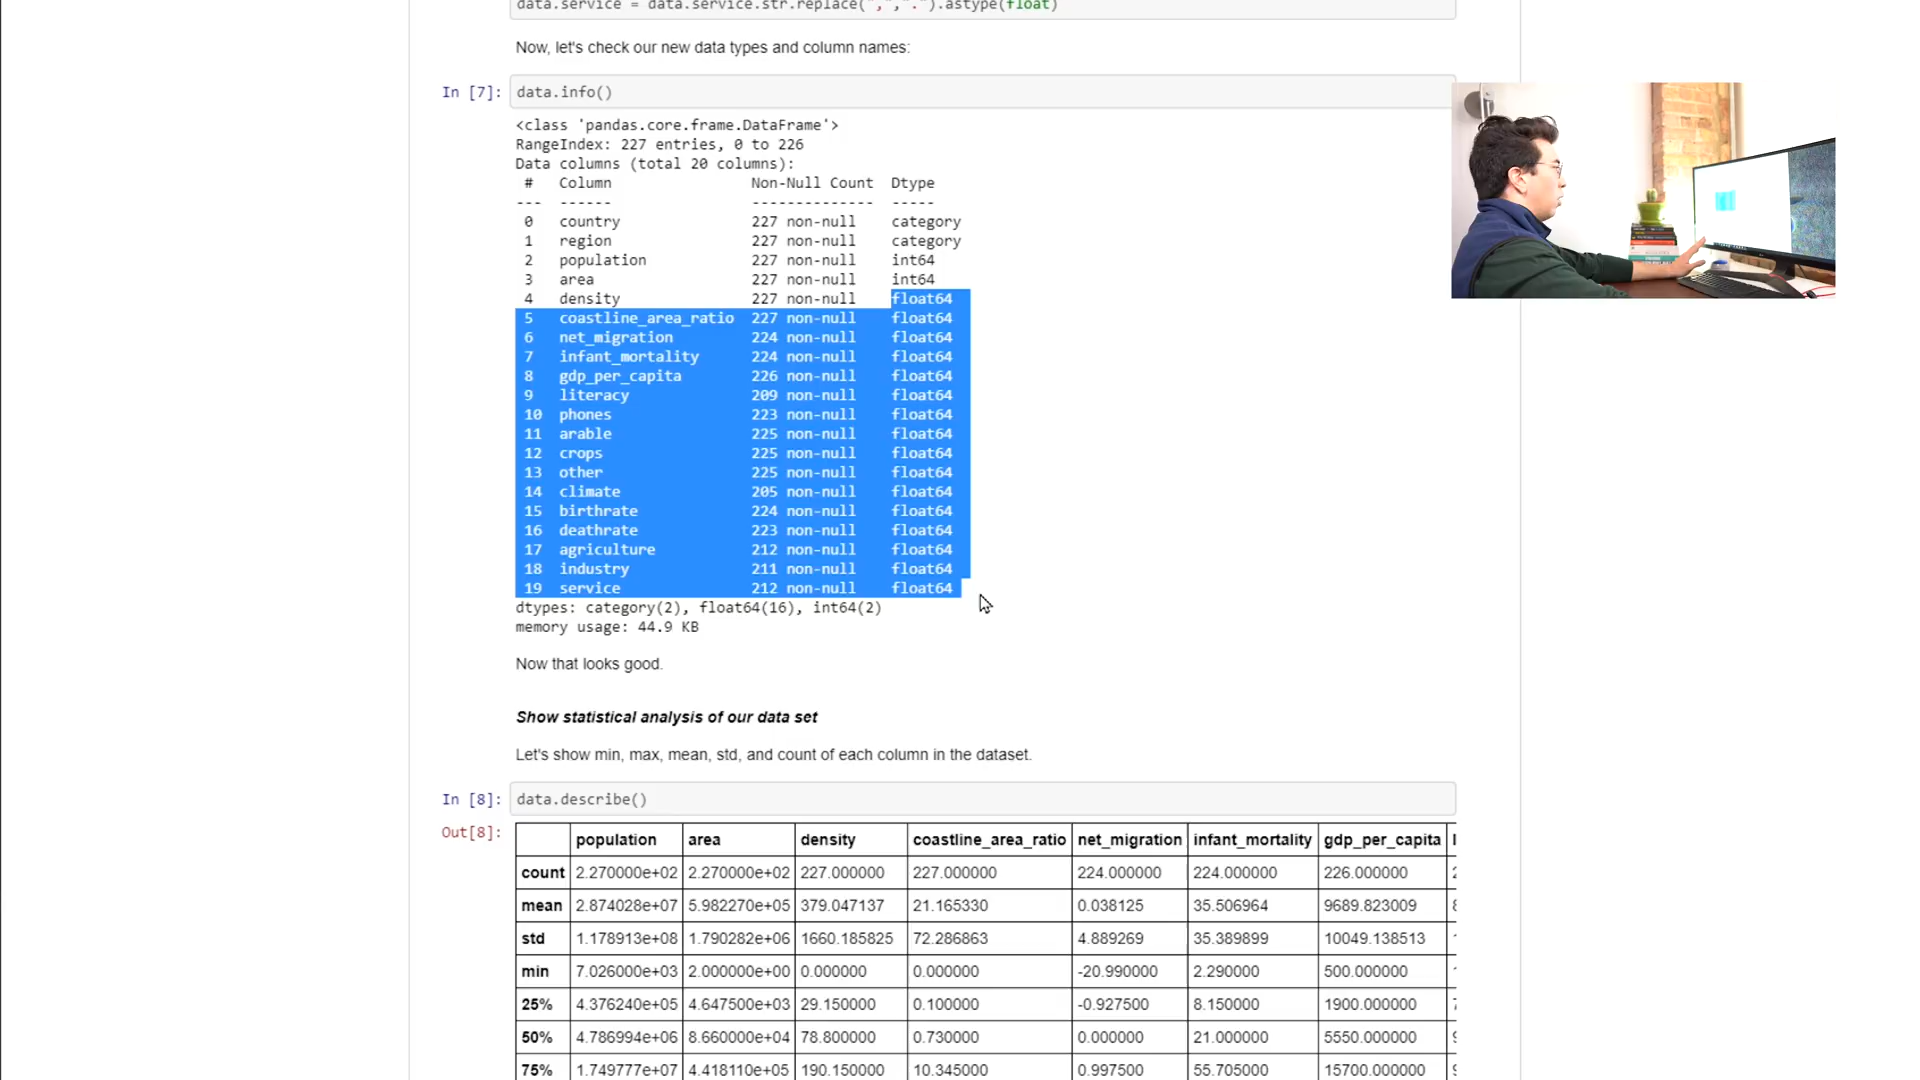 data.service = data.service.str.replace(",",".").astype(float)
Now, let's check our new data types and column names:
In [7]: data.info()
<class 'pandas.core.frame.DataFrame'>
RangeIndex: 227 entries, 0 to 226
Data columns (total 20 columns):
# Column Non-Null Count Dtype
--- ------ -------------- -----
0 country 227 non-null category
1 region 227 non-null category
2 population 227 non-null int64
3 area 227 non-null int64
4 density 227 non-null float64
5 coastline_area_ratio 227 non-null float64
6 net_migration 224 non-null float64
7 infant_mortality 224 non-null float64
8 gdp_per_capita 226 non-null float64
9 literacy 209 non-null float64
10 phones 223 non-null float64
11 arable 225 non-null float64
12 crops 225 non-null float64
13 other 225 non-null float64
14 climate 205 non-null float64
15 birthrate 224 non-null float64
16 deathrate 223 non-null float64
17 agriculture 212 non-null float64
18 industry 211 non-null float64
19 service 212 non-null float64
dtypes: category(2), float64(16), int64(2)
memory usage: 44.9 KB
Now that looks good.
Show statistical analysis of our data set
Let's show min, max, mean, std, and count of each column in the dataset.
In [8]: data.describe()
Out[8]:
population area density coastline_area_ratio net_migration infant_mortality gdp_per_capita
count 2.270000e+02 2.270000e+02 227.000000 227.000000 224.000000 224.000000 226.000000
mean 2.874028e+07 5.982270e+05 379.047137 21.165330 0.038125 35.506964 9689.823009
std 1.178913e+08 1.790282e+06 1660.185825 72.286863 4.889269 35.389899 10049.138513
min 7.026000e+03 2.000000e+00 0.000000 0.000000 -20.990000 2.290000 500.000000
25% 4.376240e+05 4.647500e+03 29.150000 0.100000 -0.927500 8.150000 1900.000000
50% 4.786994e+06 8.660000e+04 78.800000 0.730000 0.000000 21.000000 5550.000000
75% 1.749777e+07 4.418110e+05 190.150000 10.345000 0.997500 55.705000 15700.000000